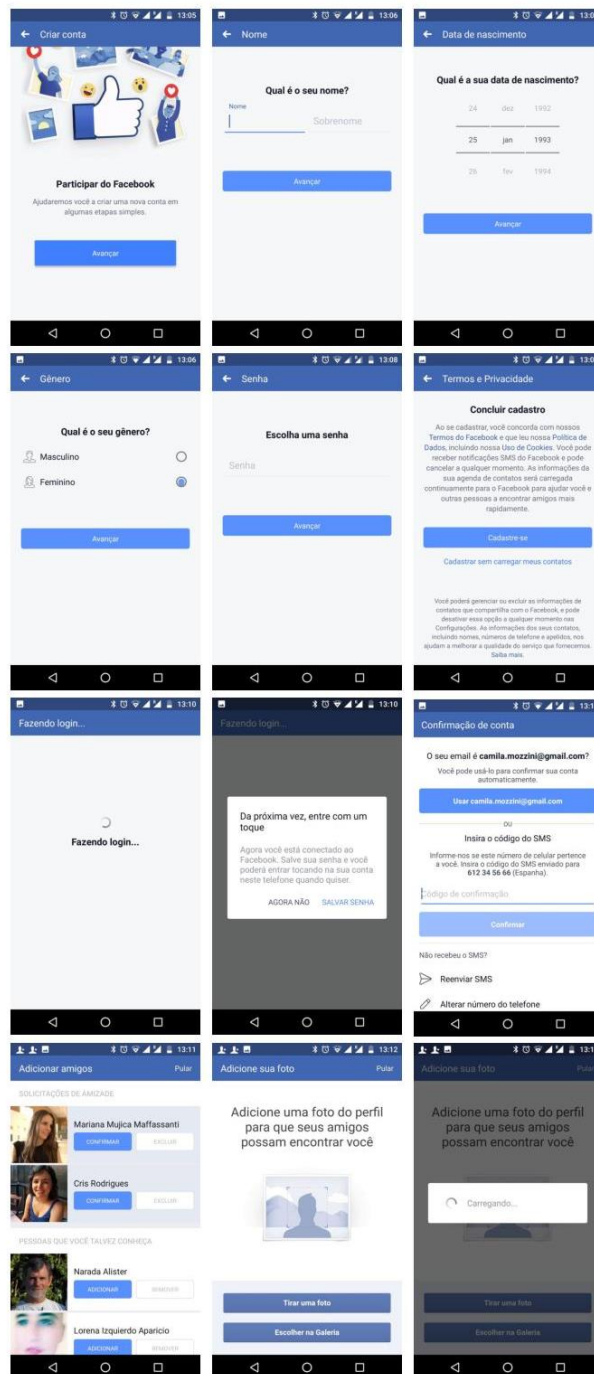 13:05
Criar conta
Participar do Facebook
Ajudaremos você a criar uma nova conta em
algumas etapas simples.
Avançar
13:06
Nome
Qual é o seu nome?
Nome
Sobrenome
Avançar
Data de nascimento
Qual é a sua data de nascimento?
24 dez 1992
25 jan 1993
26 fev 1994
Avançar
13:06
Gênero
Qual é o seu gênero?
Masculino
Feminino
Avançar
13:08
Senha
Escolha uma senha
Senha
Avançar
Termos e Privacidade
Concluir cadastro
Ao se cadastrar, você concorda com nossos
Termos do Facebook e que leu nossa Política de
Dados, incluindo nossa Uso de Cookies. Você pode
receber notificações SMS do Facebook e pode
cancelar a qualquer momento. As informações da
sua agenda de contatos será carregada
continuamente para o Facebook para ajudar você e
outras pessoas a encontrar amigos mais
rapidamente.
Cadastre-se
Cadastrar sem carregar meus contatos
Você poderá gerenciar ou excluir as informações de
contatos que compartilha com o Facebook, e pode
desativar essa opção a qualquer momento nas
Configurações. As informações dos seus contatos,
incluindo nomes, números de telefone e apelidos, nos
ajudam a melhorar a qualidade do serviço que fornecemos.
Saiba mais.
13:10
Fazendo login...
Fazendo login...
13:10
Fazendo login...
Da próxima vez, entre com um
toque
Agora você está conectado ao
Facebook. Salve sua senha e você
poderá entrar tocando na sua conta
neste telefone quando quiser.
AGORA NÃO SALVAR SENHA
Confirmação de conta
O seu email é camila.mozzini@gmail.com?
Você pode usá-lo para confirmar sua conta
automaticamente.
Usar camila.mozzini@gmail.com
OU
Insira o código do SMS
Informe-nos se este número de celular pertence
a você. Insira o código do SMS enviado para
612 34 56 66 (Espanha).
Código de confirmação
Confirmar
Não recebeu o SMS?
Reenviar SMS
Alterar número do telefone
13:11
Adicionar amigos Pular
SOLICITAÇÕES DE AMIZADE
Mariana Mujica Maffassanti
CONFIRMAR EXCLUIR
Cris Rodrigues
CONFIRMAR EXCLUIR
PESSOAS QUE VOCÊ TALVEZ CONHEÇA
Narada Alister
ADICIONAR REMOVER
Lorena Izquierdo Aparicio
ADICIONAR REMOVER
13:12
Adicione sua foto Pular
Adicione uma foto do perfil
para que seus amigos
possam encontrar você
Tirar uma foto
Escolher na Galeria
Adicione sua foto Pular
Adicione uma foto do perfil
para que seus amigos
possam encontrar você
Carregando...
Tirar uma foto
Escolher na Galeria